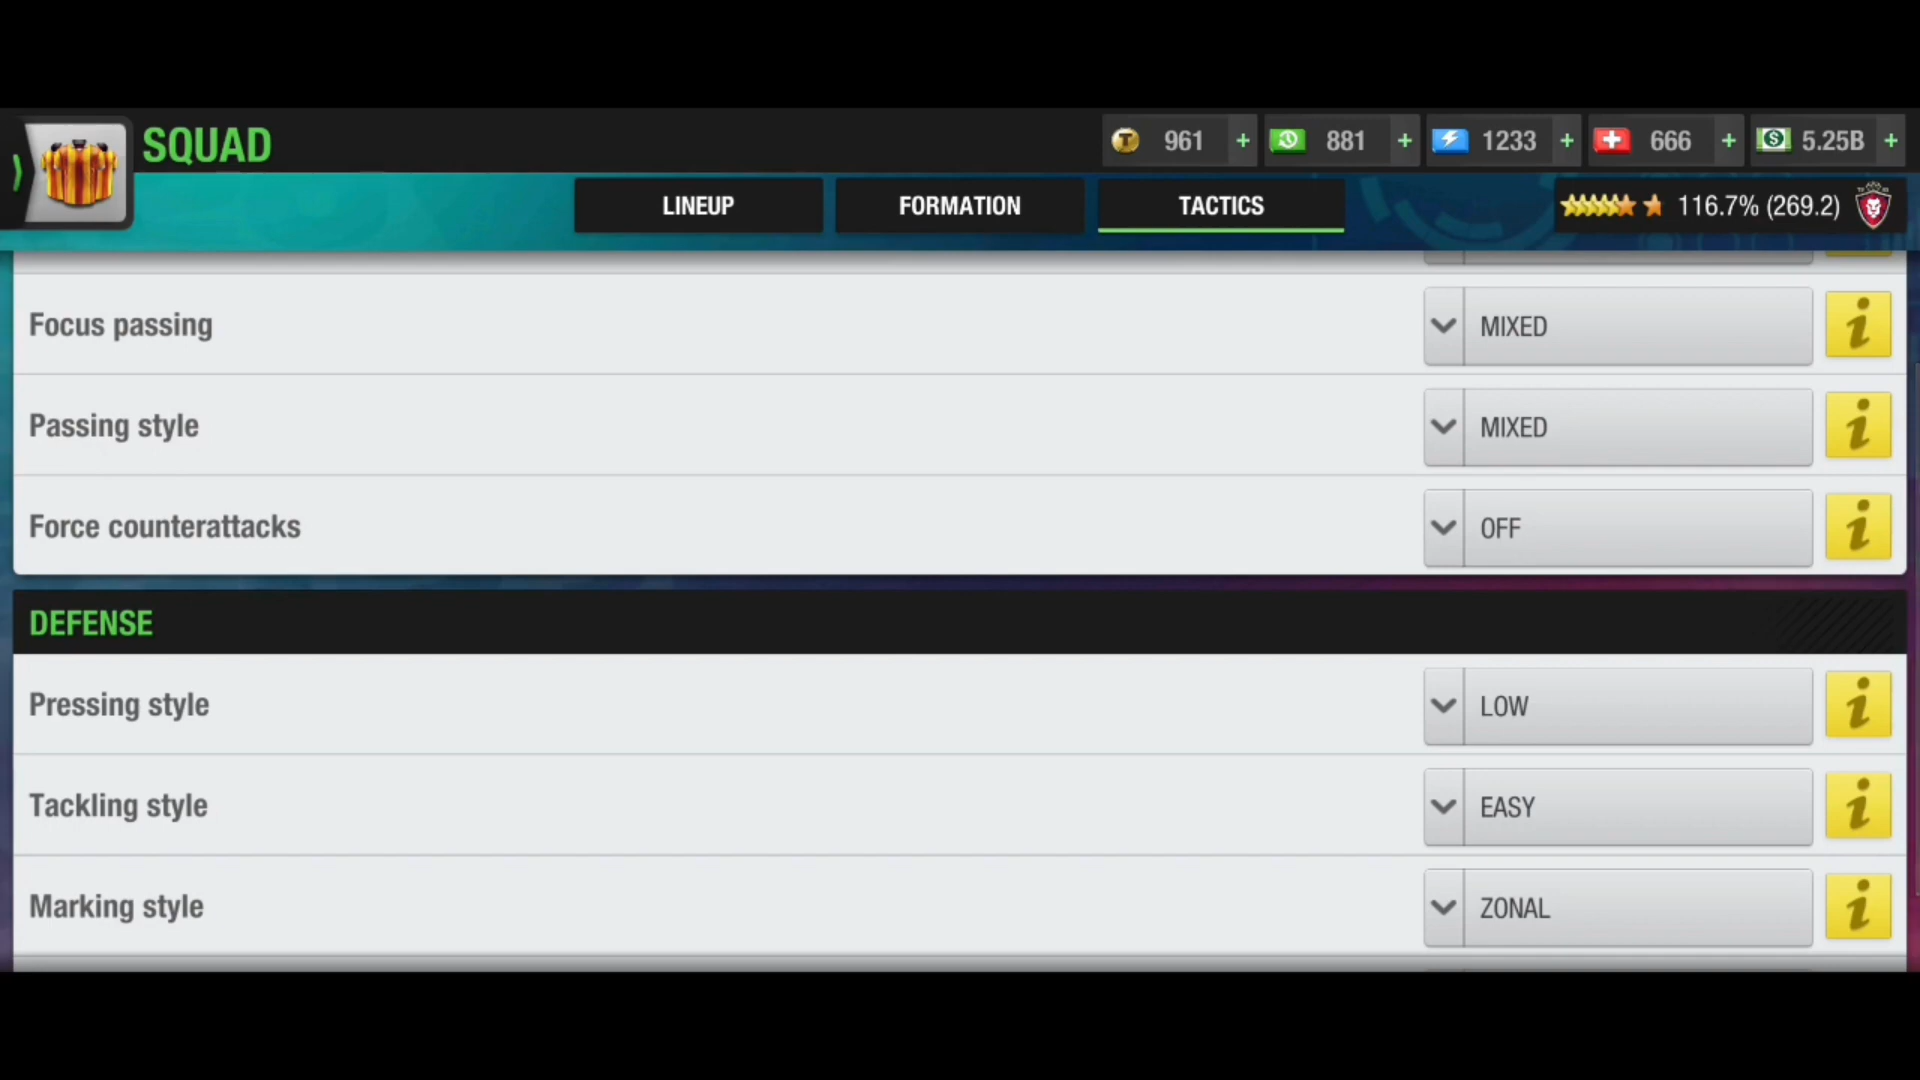 SQUAD
961 + 881 + 1233 + 666 + 5.25B +
LINEUP FORMATION TACTICS 116.7% (269.2)
Focus passing MIXED i
Passing style MIXED i
Force counterattacks OFF i
DEFENSE
Pressing style LOW i
Tackling style EASY i
Marking style ZONAL i